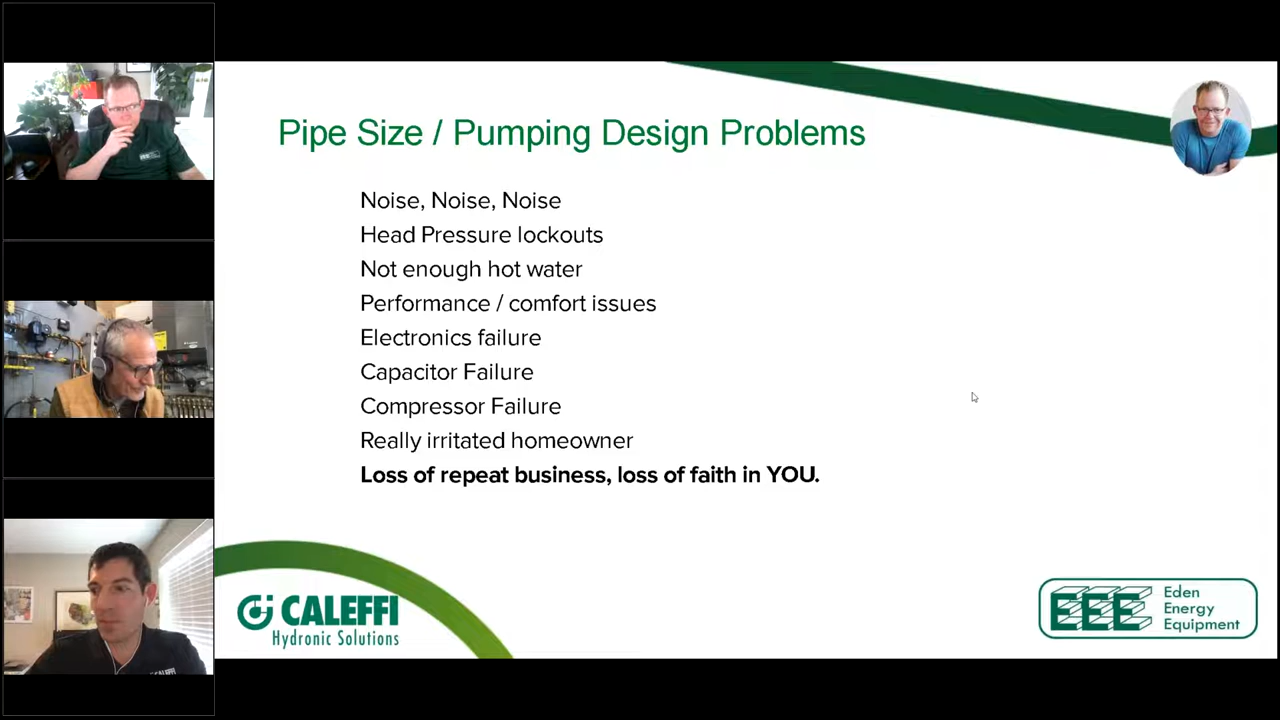 Pipe Size / Pumping Design Problems
Noise, Noise, Noise
Head Pressure lockouts
Not enough hot water
Performance / comfort issues
Electronics failure
Capacitor Failure
Compressor Failure
Really irritated homeowner
Loss of repeat business, loss of faith in YOU.
CALEFFI
Hydronic Solutions
EEE
Eden
Energy
Equipment
CALEFFI